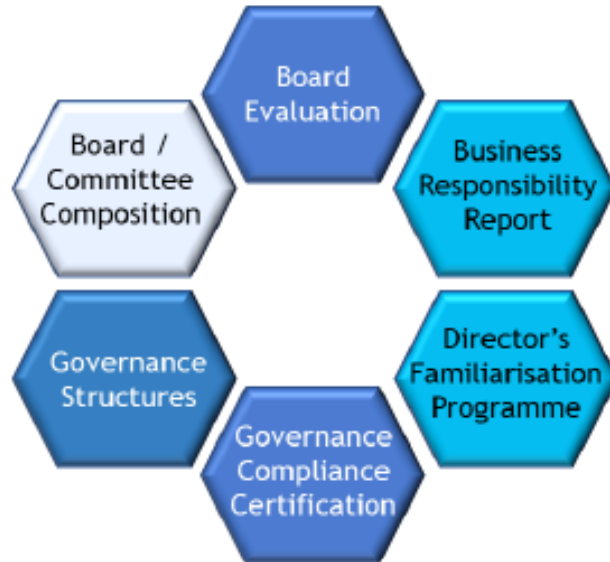 Board
Evaluation
Board /
Committee
Composition
Business
Responsibility
Report
Governance
Structures
Director's
Familiarisation
Programme
Governance
Compliance
Certification